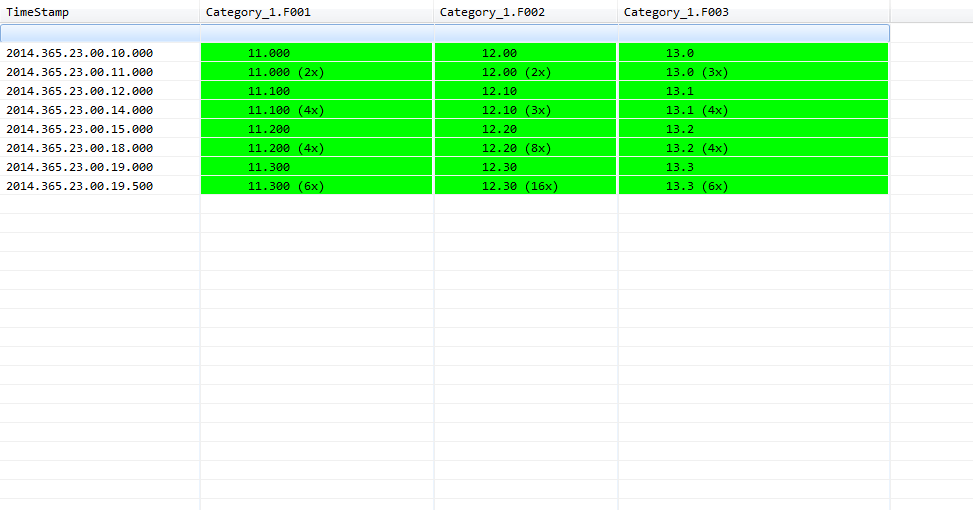 TimeStamp Category_1.F001 Category_1.F002 Category_1.F003
2014.365.23.00.10.000 11.000 12.00 13.0
2014.365.23.00.11.000 11.000 (2x) 12.00 (2x) 13.0 (3x)
2014.365.23.00.12.000 11.100 12.10 13.1
2014.365.23.00.14.000 11.100 (4x) 12.10 (3x) 13.1 (4x)
2014.365.23.00.15.000 11.200 12.20 13.2
2014.365.23.00.18.000 11.200 (4x) 12.20 (8x) 13.2 (4x)
2014.365.23.00.19.000 11.300 12.30 13.3
2014.365.23.00.19.500 11.300 (6x) 12.30 (16x) 13.3 (6x)